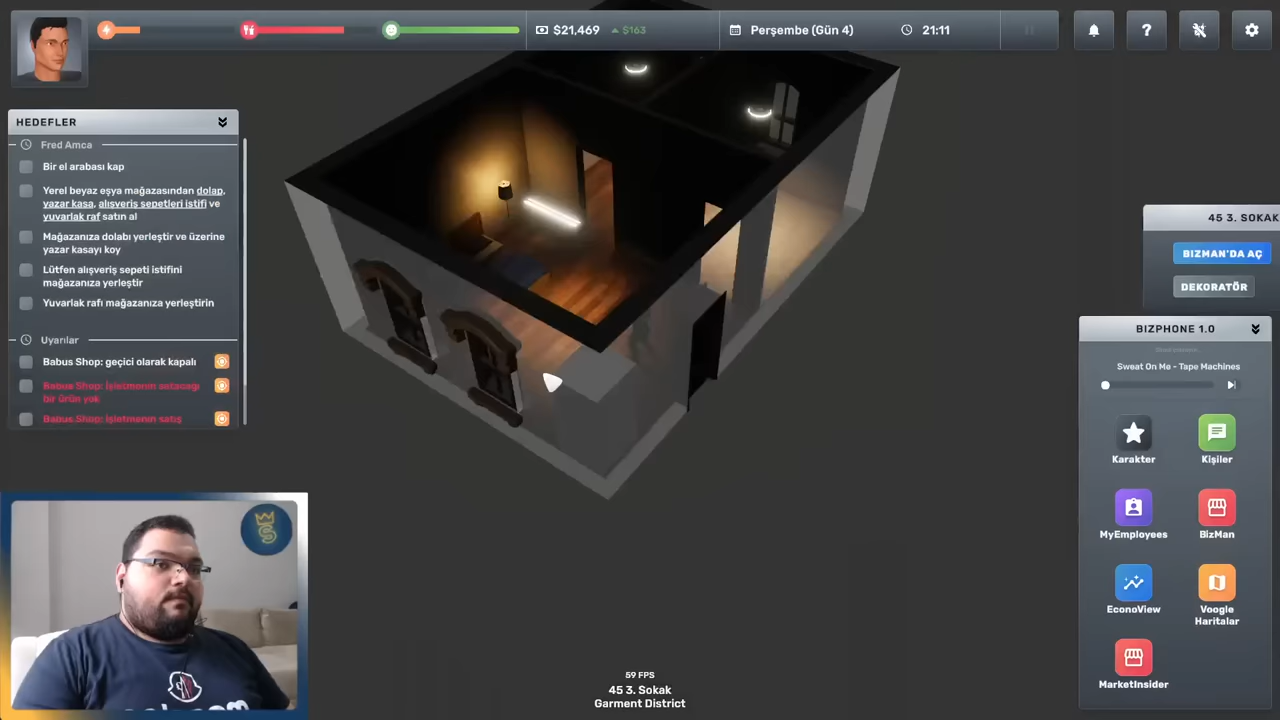 $21,469
$163
Perşembe (Gün 4)
21:11
?
HEDEFLER
Fred Amca
Bir el arabası kap
Yerel beyaz eşya mağazasından dolap,
yazar kasa, alışveriş sepetleri istifi ve
yuvarlak raf satın al
Mağazanıza dolabı yerleştir ve üzerine
yazar kasayı koy
Lütfen alışveriş sepeti istifini
mağazanıza yerleştir
Yuvarlak rafı mağazanıza yerleştirin
Uyarılar
Babus Shop: geçici olarak kapalı
Babus Shop: İşletmenin satacağı
bir ürün yok
Babus Shop: İşletmenin satış
45 3. SOKAK
BIZMAN'DA AÇ
DEKORATÖR
BIZPHONE 1.0
Sweat On Me - Tape Machines
Karakter
Kişiler
MyEmployees
BizMan
EconoView
Voogle
Haritalar
MarketInsider
59 FPS
45 3. Sokak
Garment District
S